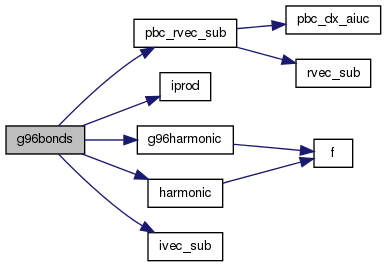 g96bonds
pbc_rvec_sub
pbc_dx_aiuc
rvec_sub
iprod
g96harmonic
harmonic
f
ivec_sub